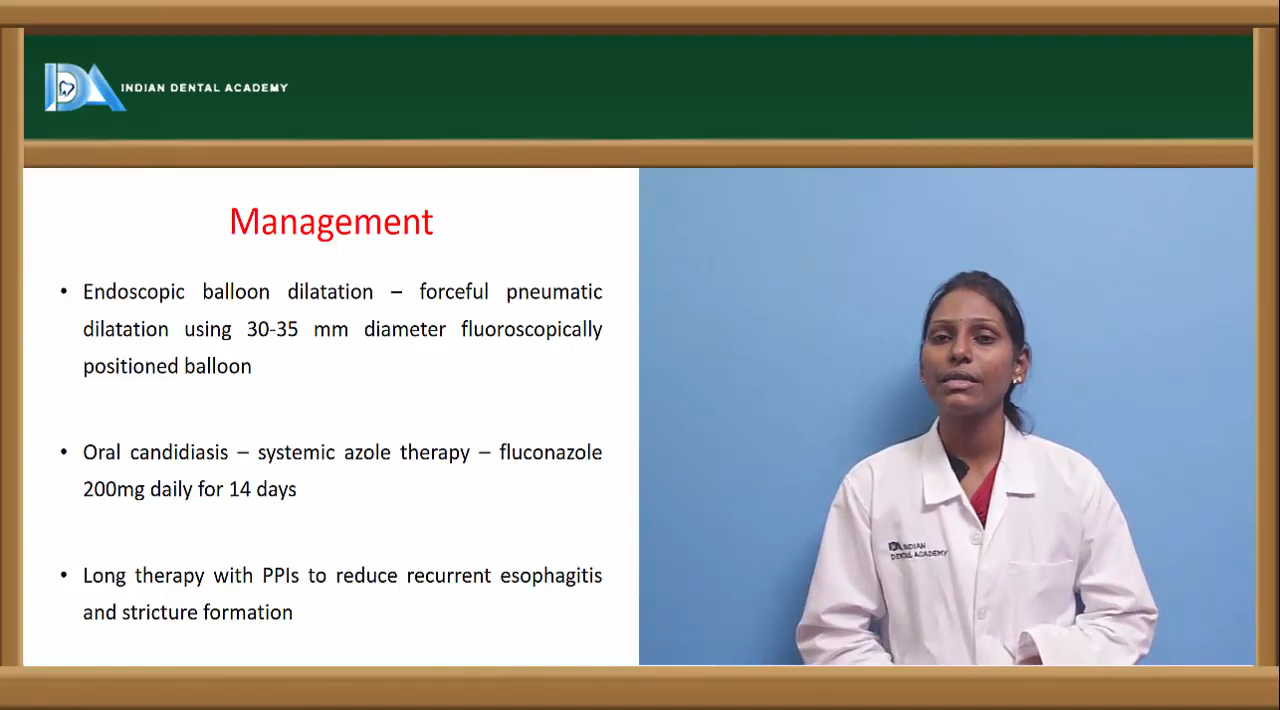 INDIAN DENTAL ACADEMY
Management
• Endoscopic balloon dilatation – forceful pneumatic
dilatation using 30-35 mm diameter fluoroscopically
positioned balloon
• Oral candidiasis – systemic azole therapy – fluconazole
200mg daily for 14 days
• Long therapy with PPIs to reduce recurrent esophagitis
and stricture formation
IDA INDIAN
DENTAL ACADEMY